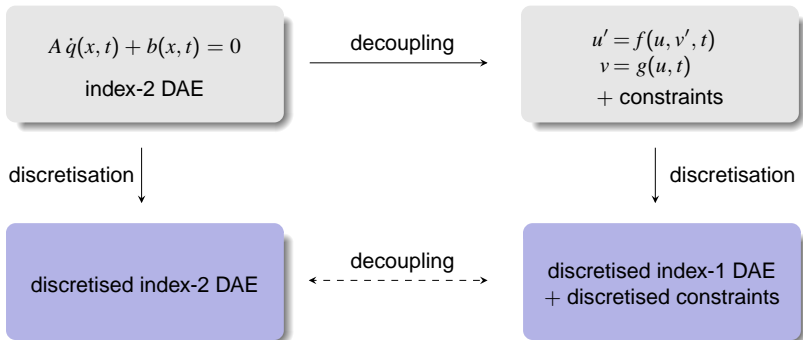 A q̇(x, t) + b(x, t) = 0
index-2 DAE
decoupling
u′ = f(u, v′, t)
v = g(u, t)
+ constraints
discretisation
discretisation
discretised index-2 DAE
decoupling
discretised index-1 DAE
+ discretised constraints